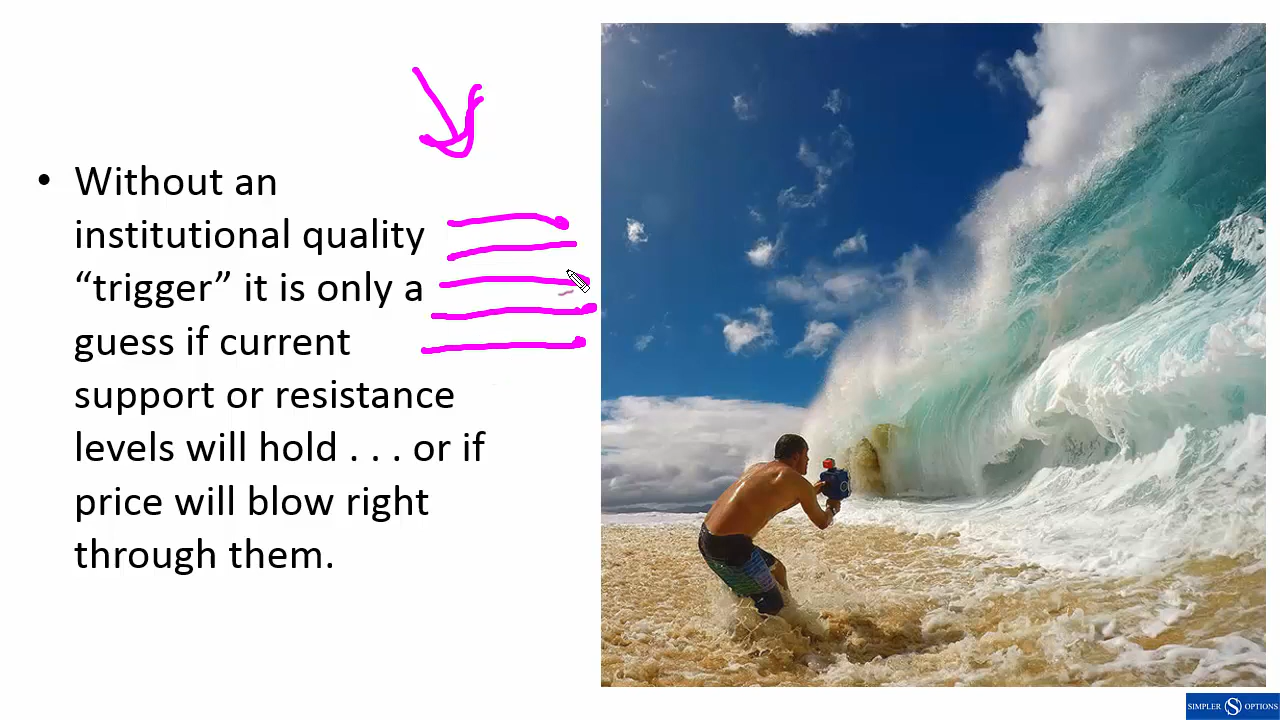 • Without an
institutional quality
“trigger” it is only a
guess if current
support or resistance
levels will hold . . . or if
price will blow right
through them.
SIMPLER S OPTIONS